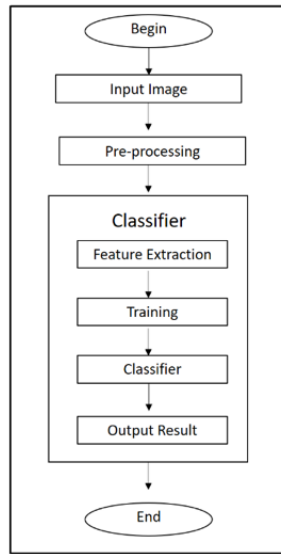 Begin
Input Image
Pre-processing
Classifier
Feature Extraction
Training
Classifier
Output Result
End